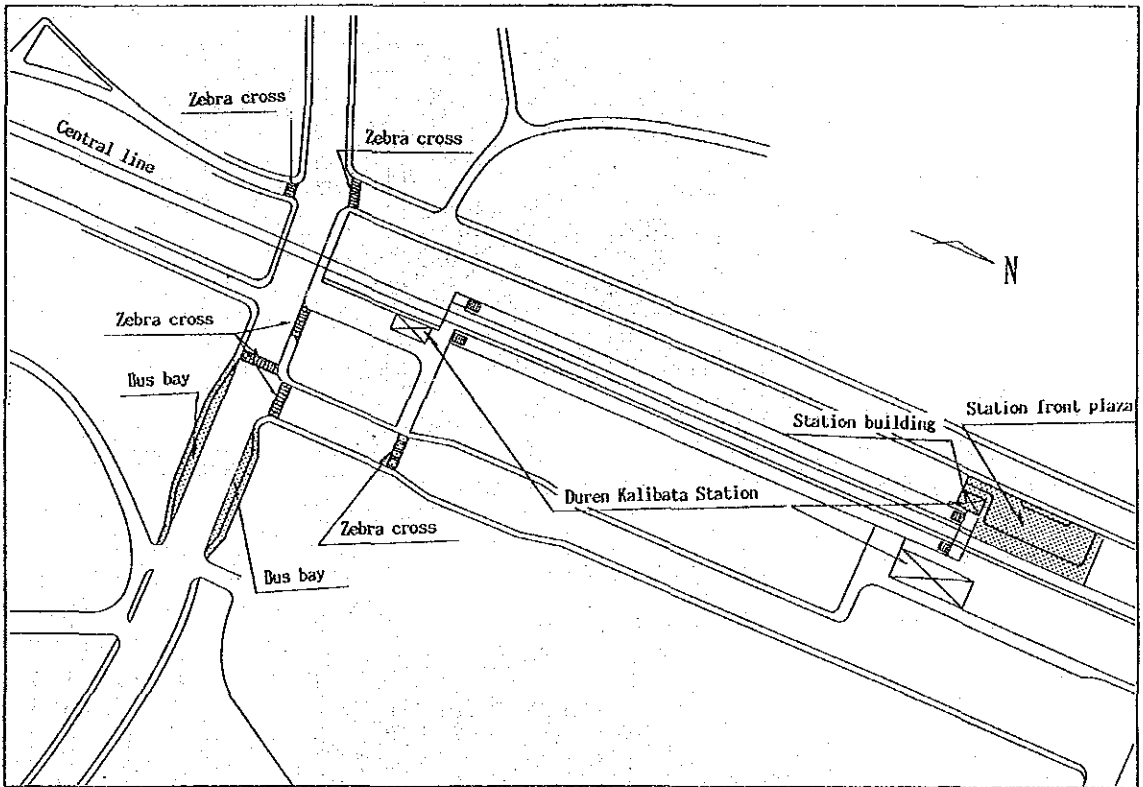 Zebra cross
Zebra cross
Central line
N
Zebra cross
Bus bay
Station building
Station front plaza
Duren Kalibata Station
Zebra cross
Bus bay